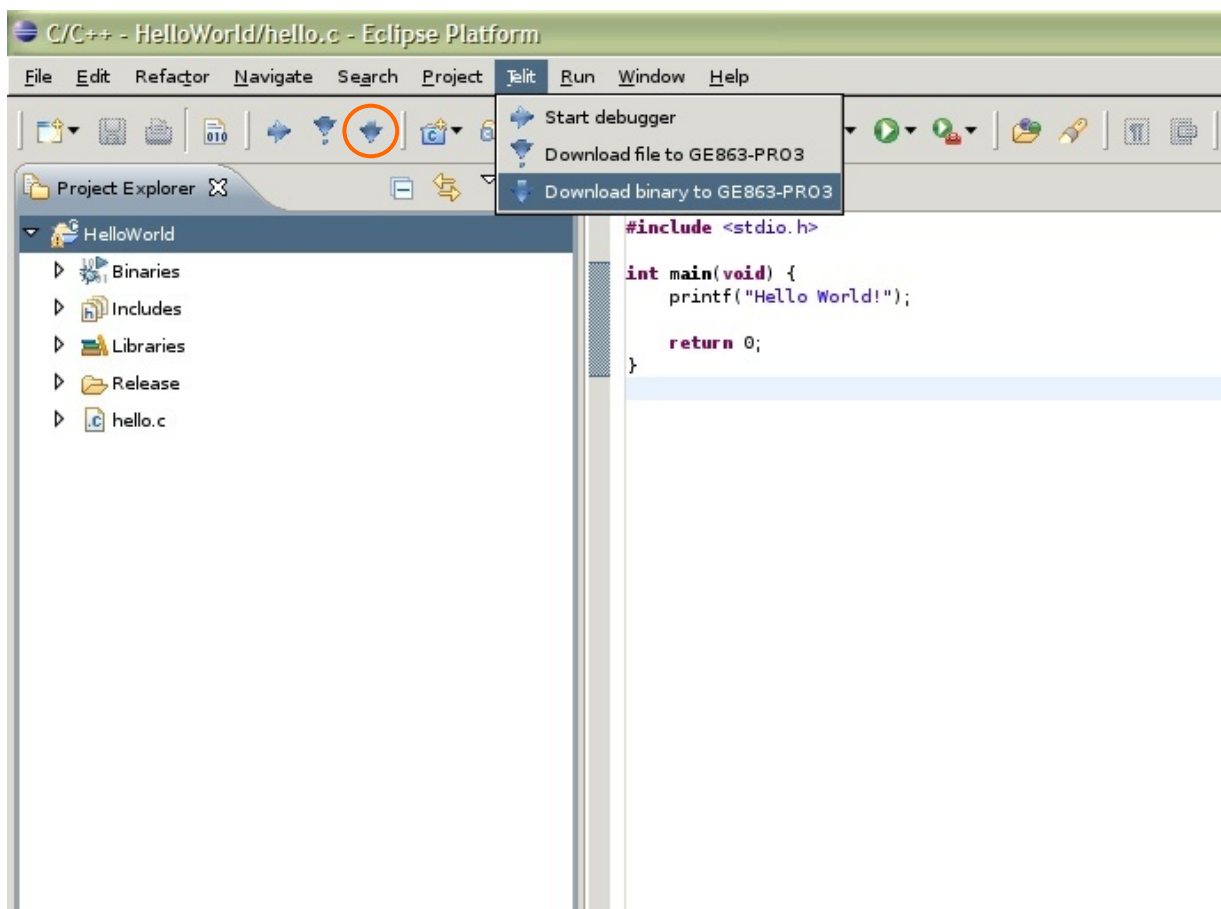 C/C++ - HelloWorld/hello.c - Eclipse Platform
File Edit Refactor Navigate Search Project Telit Run Window Help
010
Start debugger
Download file to GE863-PRO3
Download binary to GE863-PRO3
Project Explorer
HelloWorld
Binaries
Includes
Libraries
Release
hello.c
#include <stdio.h>
int main(void) {
printf("Hello World!");
return 0;
}